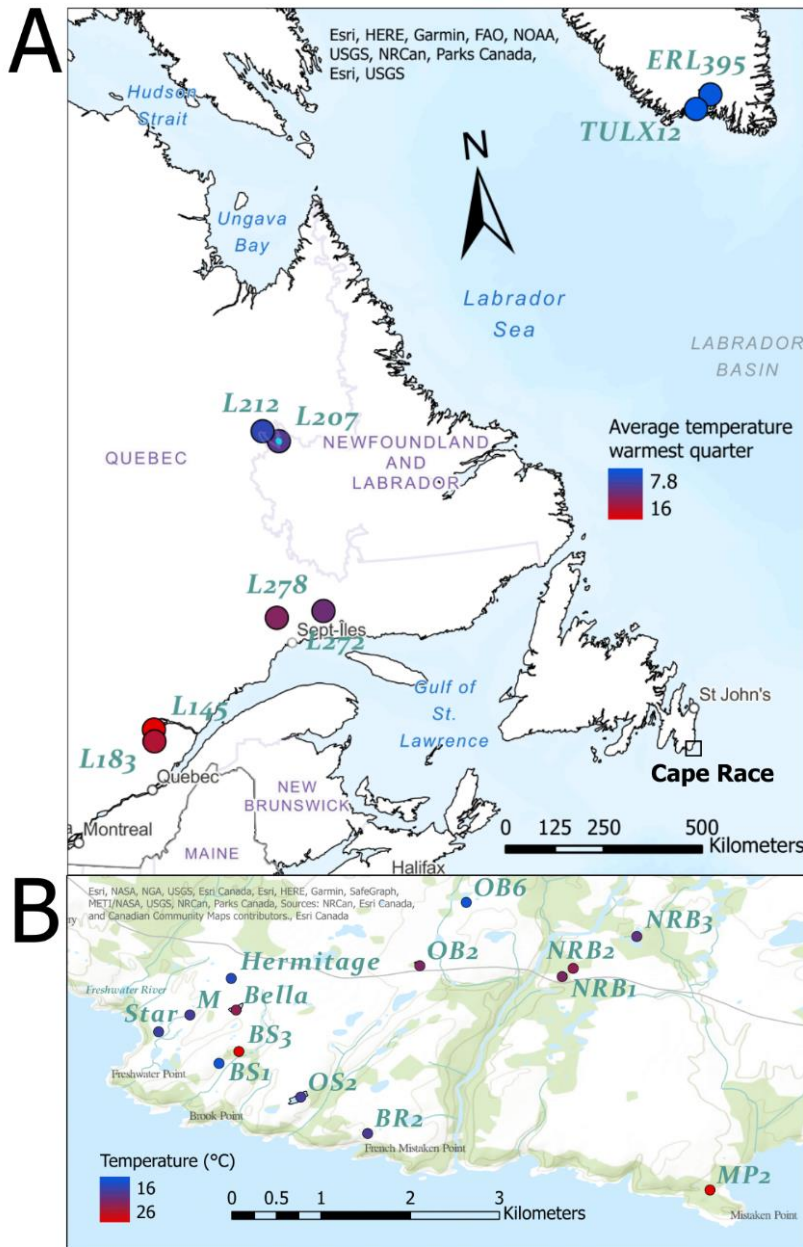 A
Esri, HERE, Garmin, FAO, NOAA,
USGS, NRCan, Parks Canada,
Esri, USGS
ERL395
TULX12
Hudson
Strait
N
Ungava
Bay
Labrador
Sea
LABRADOR
BASIN
L212
L207
QUEBEC
NEWFOUNDLAND
AND
LABRADOR
Average temperature
warmest quarter
7.8
16
L278
Sept-Îles
L272
L145
L183
Gulf of
St.
Lawrence
St John's
Cape Race
Quebec
NEW
BRUNSWICK
Montreal
MAINE
Halifax
0 125 250 500
Kilometers
B
Esri, NASA, NGA, USGS, Esri Canada, Esri, HERE, Garmin, SafeGraph,
METI/NASA, USGS, NRCan, Parks Canada, Sources: NRCan, Esri Canada,
and Canadian Community Maps contributors., Esri Canada
OB6
NRB3
OB2
NRB2
NRB1
Hermitage
Freshwater River
M
Bella
Star
BS3
Freshwater Point
BS1
OS2
Brook Point
BR2
French Mistaken Point
MP2
Mistaken Point
Temperature (°C)
16
26
0 0.5 1 2 3
Kilometers